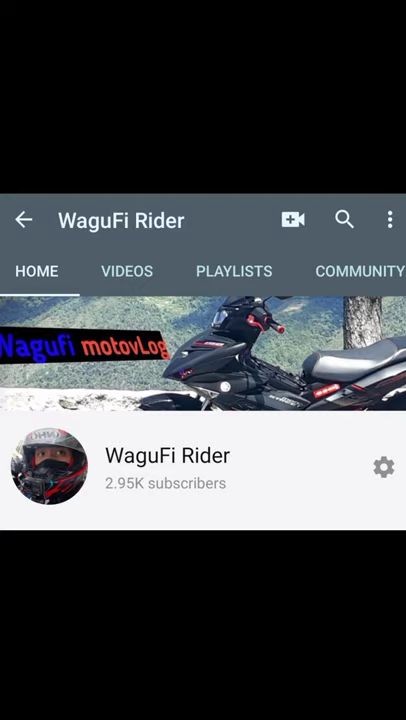 WaguFi Rider
HOME VIDEOS PLAYLISTS COMMUNITY
Wagufi motovLog
WaguFi Rider
2.95K subscribers